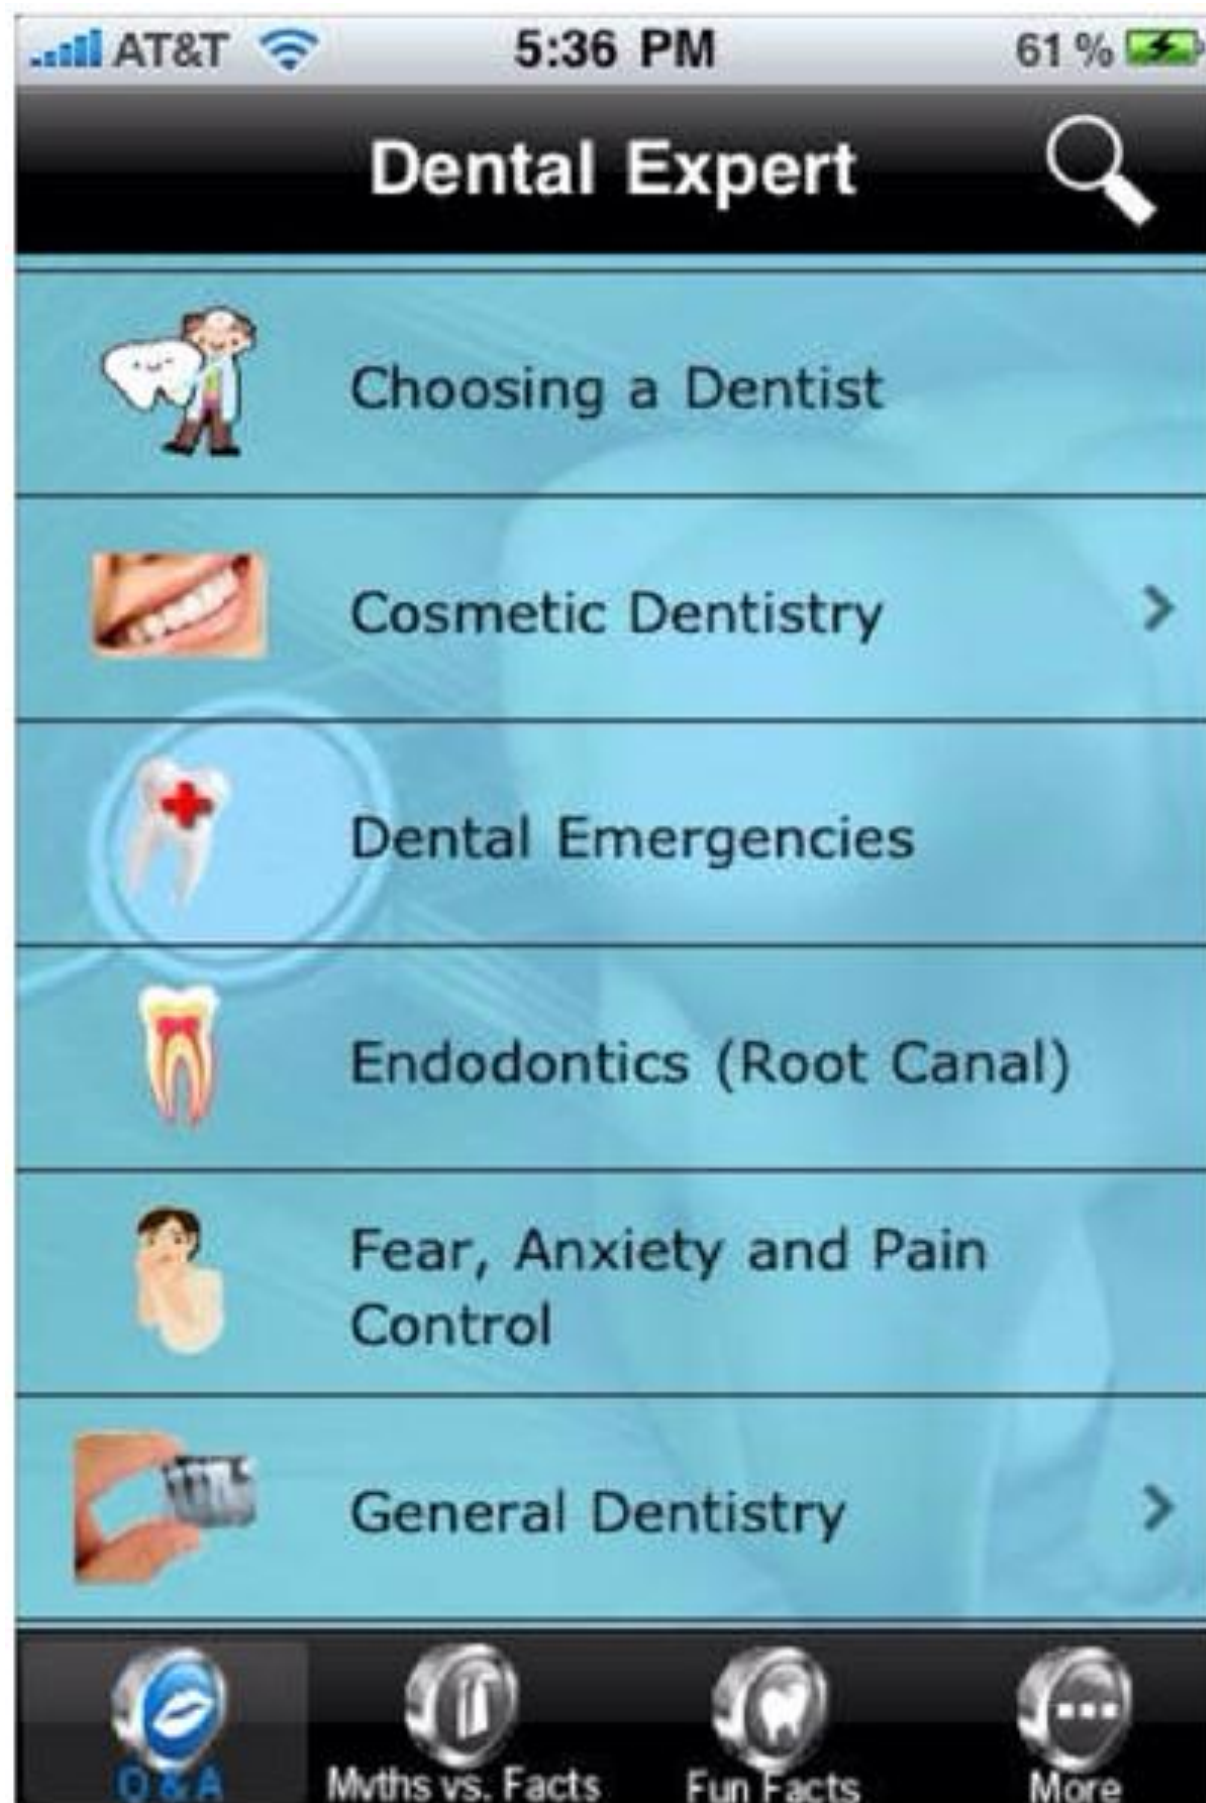 AT&T 5:36 PM 61 %
Dental Expert
Choosing a Dentist
Cosmetic Dentistry
Dental Emergencies
Endodontics (Root Canal)
Fear, Anxiety and Pain
Control
General Dentistry
Q & A Myths vs. Facts Fun Facts More